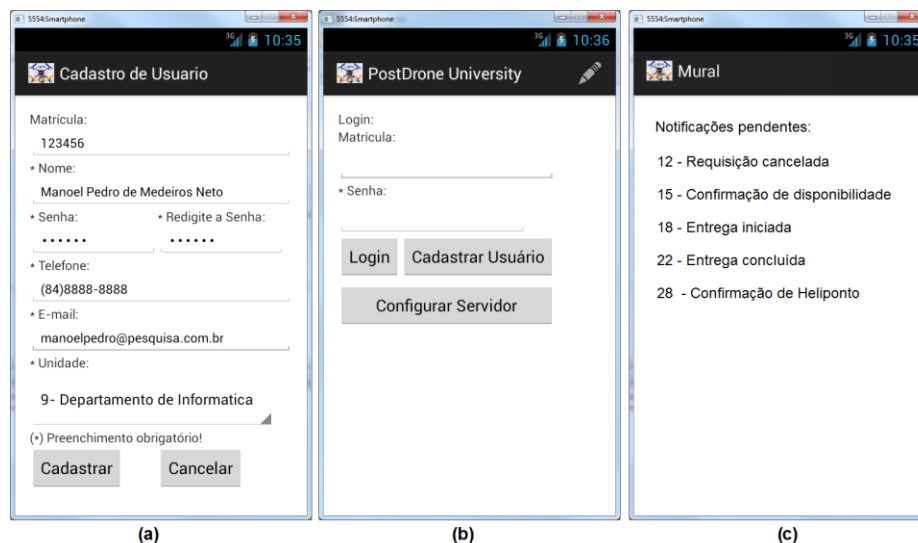 5554:Smartphone
3G 10:35
Cadastro de Usuario
Matrícula:
123456
* Nome:
Manoel Pedro de Medeiros Neto
* Senha: * Redigite a Senha:
•••••• ••••••
* Telefone:
(84)8888-8888
* E-mail:
manoelpedro@pesquisa.com.br
* Unidade:
9- Departamento de Informatica
(*) Preenchimento obrigatório!
Cadastrar Cancelar
(a)
5554:Smartphone
3G 10:36
PostDrone University
Login:
Matrícula:
* Senha:
Login Cadastrar Usuário
Configurar Servidor
(b)
5554:Smartphone
3G 10:35
Mural
Notificações pendentes:
12 - Requisição cancelada
15 - Confirmação de disponibilidade
18 - Entrega iniciada
22 - Entrega concluída
28 - Confirmação de Heliponto
(c)